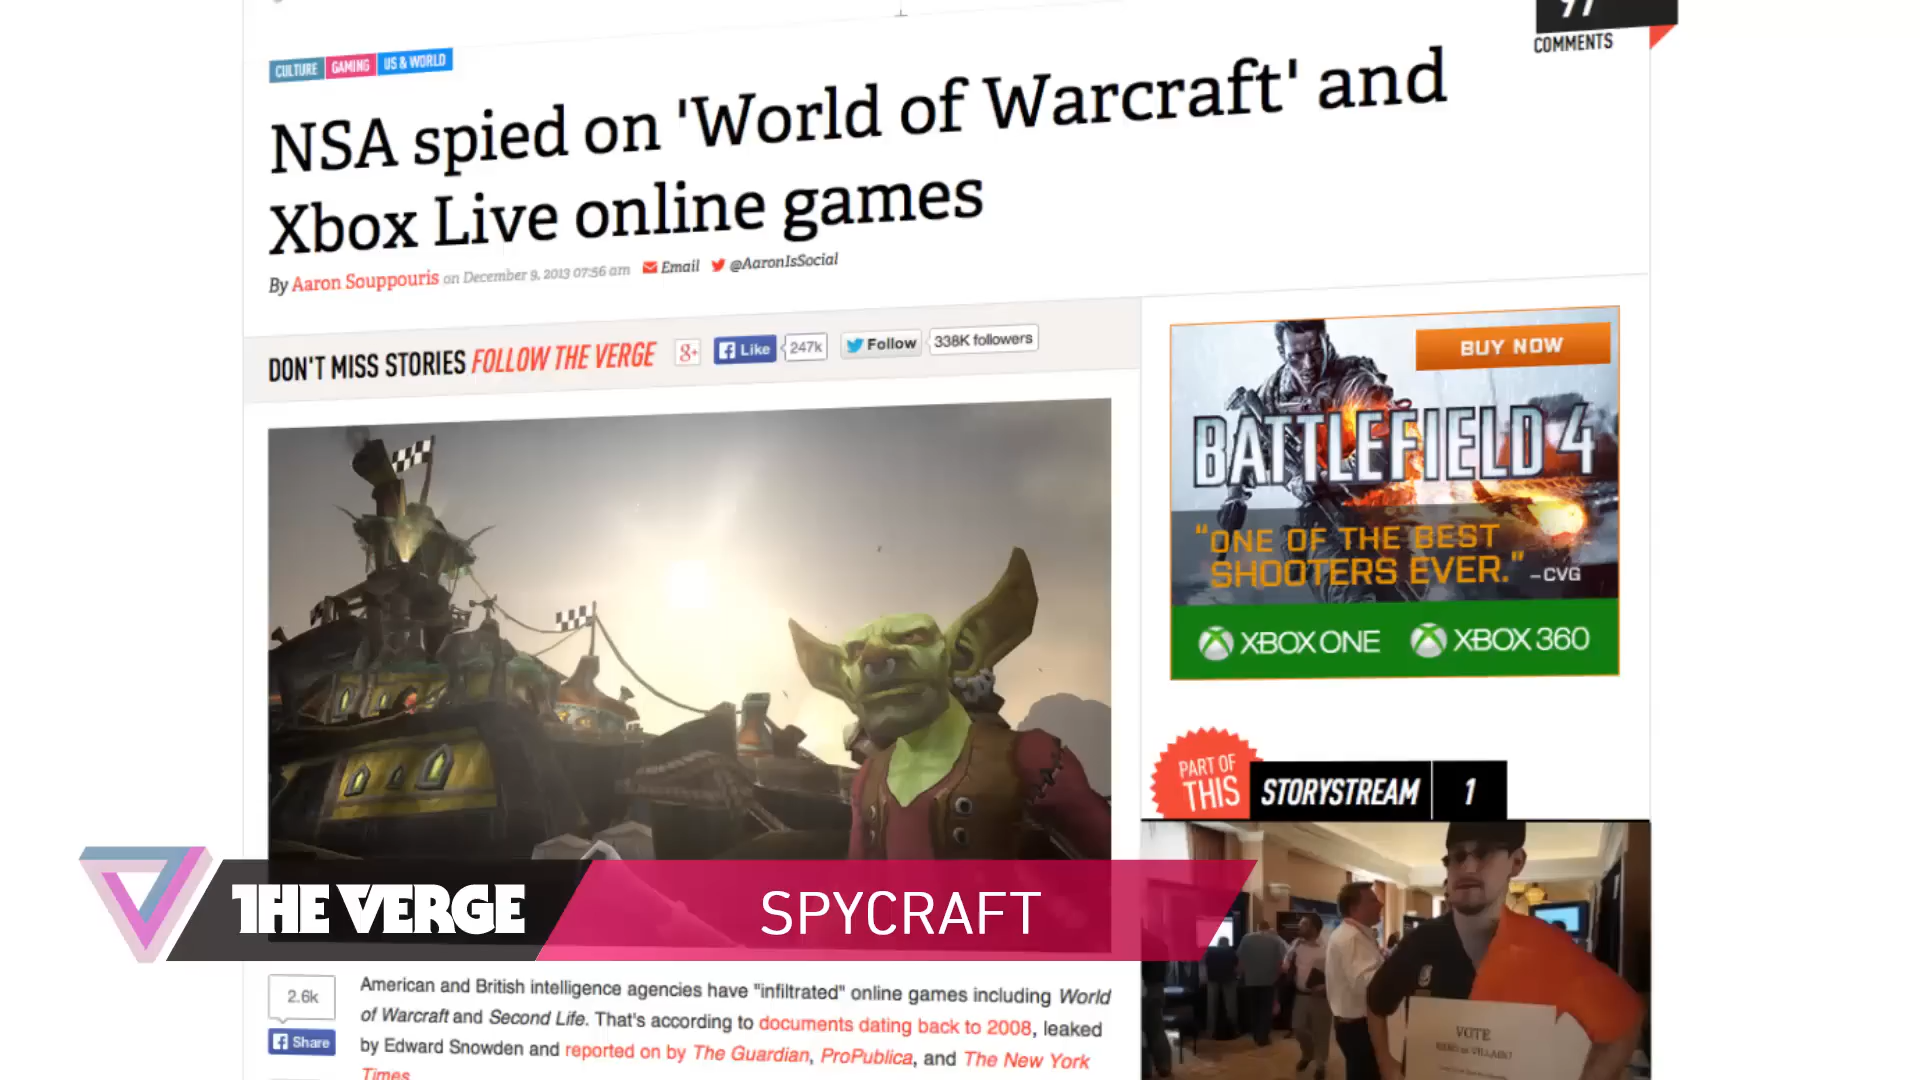 97
COMMENTS
CULTURE GAMING US & WORLD
NSA spied on 'World of Warcraft' and
Xbox Live online games
By Aaron Souppouris on December 9, 2013 07:56 am Email @AaronIsSocial
DON'T MISS STORIES FOLLOW THE VERGE g+ Like 247k Follow 338K followers
BUY NOW
BATTLEFIELD 4
"ONE OF THE BEST
SHOOTERS EVER." –CVG
XBOX ONE XBOX 360
PART OF
THIS
STORYSTREAM 1
THE VERGE
SPYCRAFT
VOTE
2.6k
Share
American and British intelligence agencies have "infiltrated" online games including World
of Warcraft and Second Life. That's according to documents dating back to 2008, leaked
by Edward Snowden and reported on by The Guardian, ProPublica, and The New York
Times